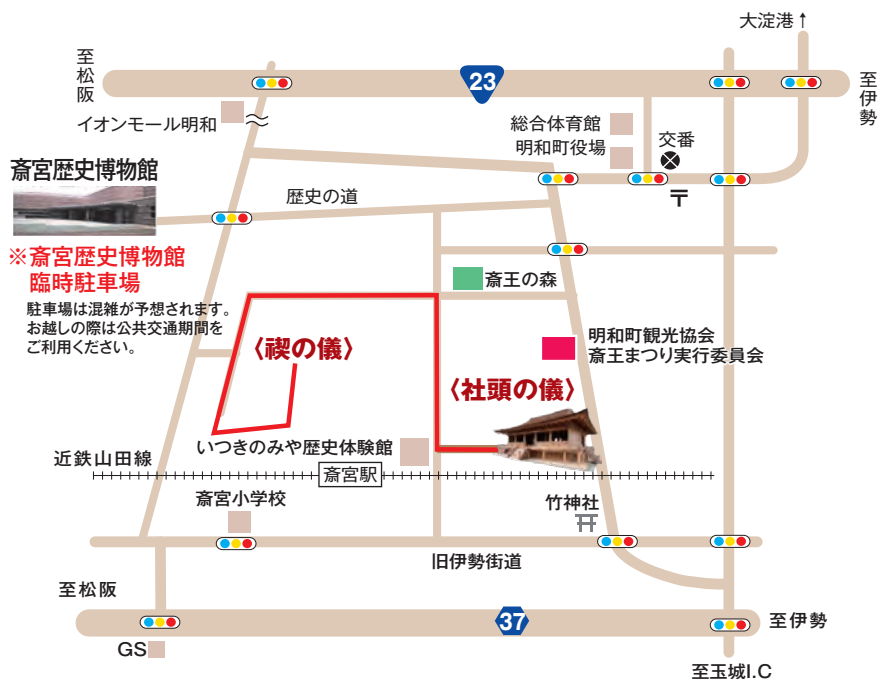 大淀港↑
至松阪
23
至伊勢
イオンモール明和
総合体育館
明和町役場
交番
〒
斎宮歴史博物館
歴史の道
※斎宮歴史博物館
臨時駐車場
駐車場は混雑が予想されます。
お越しの際は公共交通期間を
ご利用ください。
斎王の森
〈禊の儀〉
明和町観光協会
斎王まつり実行委員会
〈社頭の儀〉
いつきのみや歴史体験館
近鉄山田線
斎宮駅
斎宮小学校
竹神社
旧伊勢街道
至松阪
37
至伊勢
GS
至玉城I.C